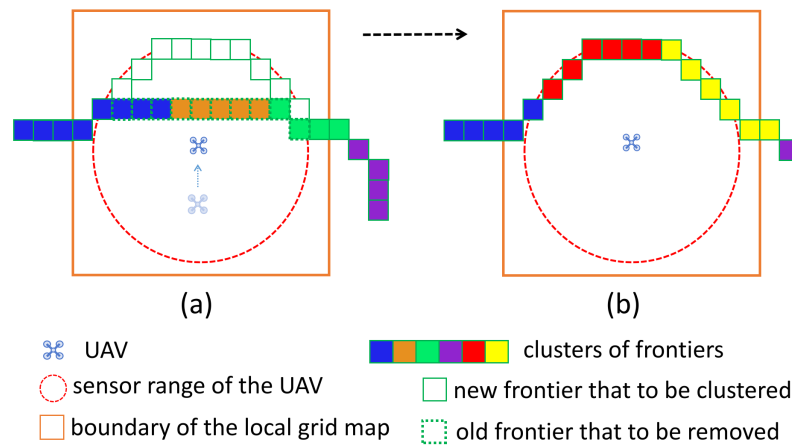 (a) (b)
UAV
clusters of frontiers
sensor range of the UAV
new frontier that to be clustered
boundary of the local grid map
old frontier that to be removed